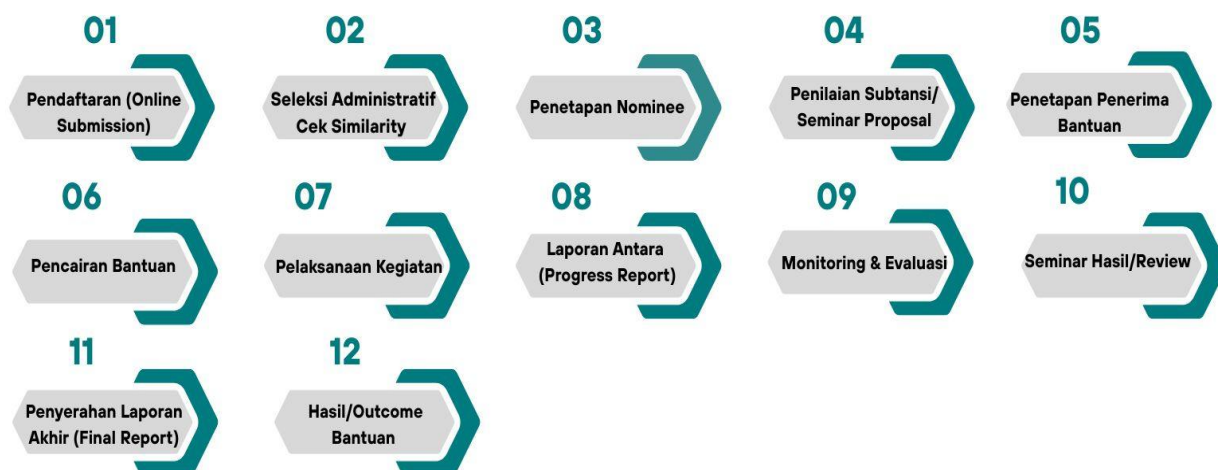 01
Pendaftaran (Online
Submission)
02
Seleksi Administratif
Cek Similarity
03
Penetapan Nominee
04
Penilaian Subtansi/
Seminar Proposal
05
Penetapan Penerima
Bantuan
06
Pencairan Bantuan
07
Pelaksanaan Kegiatan
08
Laporan Antara
(Progress Report)
09
Monitoring & Evaluasi
10
Seminar Hasil/Review
11
Penyerahan Laporan
Akhir (Final Report)
12
Hasil/Outcome
Bantuan